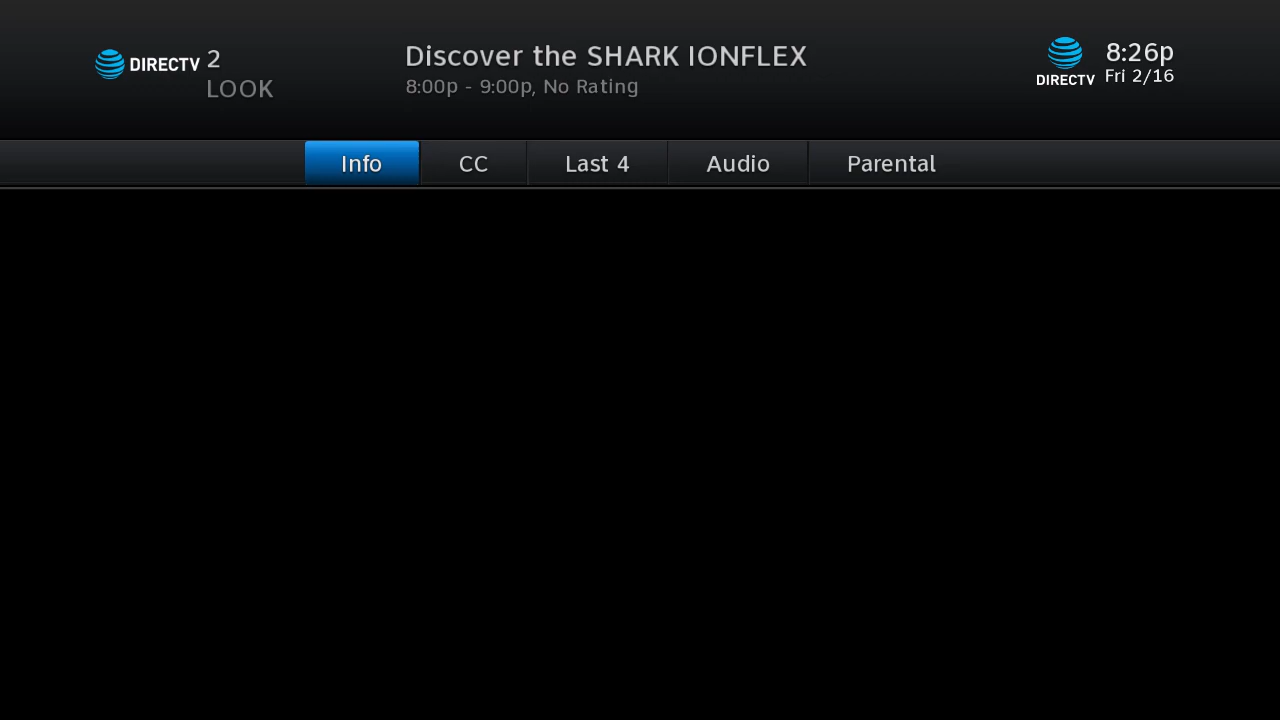 DIRECTV 2
LOOK
Discover the SHARK IONFLEX
8:00p - 9:00p, No Rating
DIRECTV
8:26p
Fri 2/16
Info
CC
Last 4
Audio
Parental